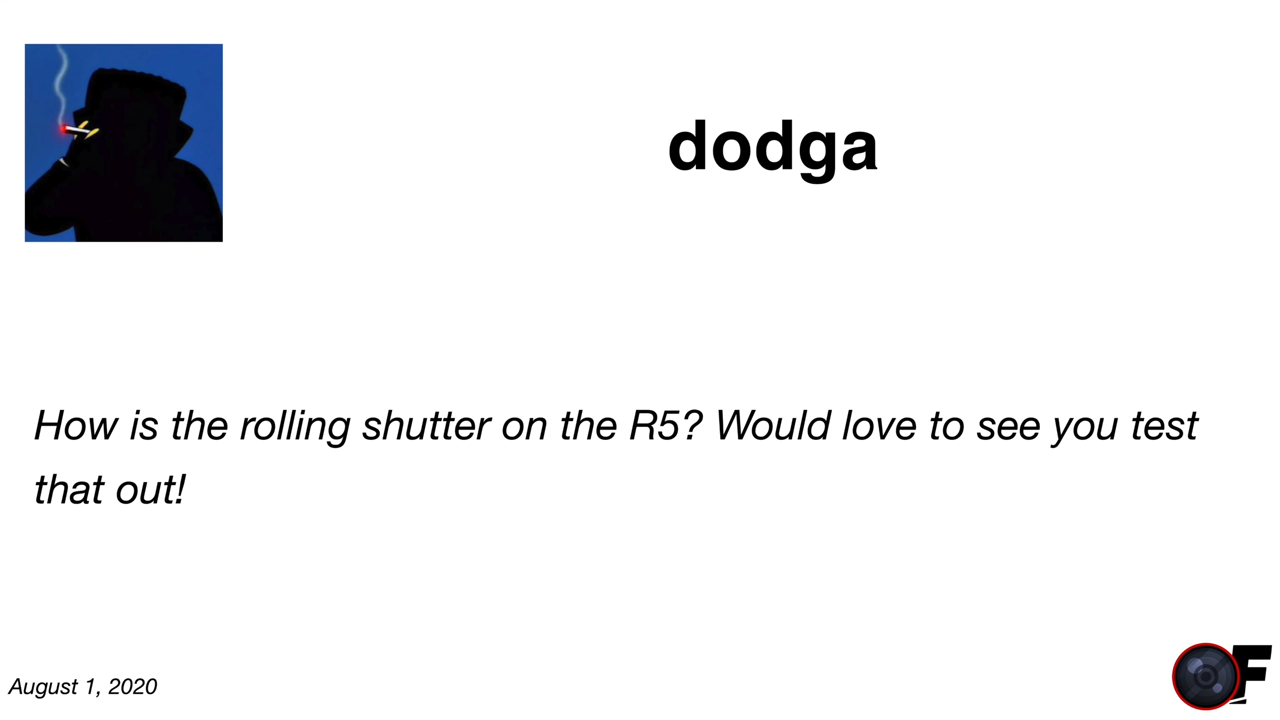 dodga
How is the rolling shutter on the R5? Would love to see you test
that out!
August 1, 2020
F